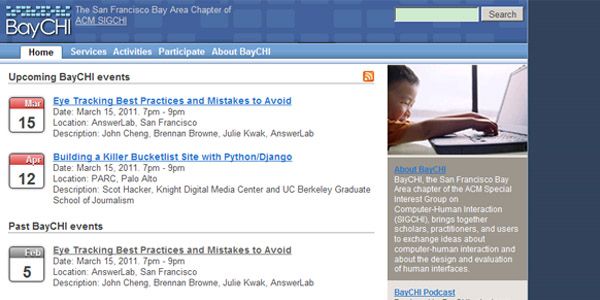 BayCHI
The San Francisco Bay Area Chapter of
ACM SIGCHI
Search
Home Services Activities Participate About BayCHI
Upcoming BayCHI events
Mar
15
Eye Tracking Best Practices and Mistakes to Avoid
Date: March 15, 2011. 7pm - 9pm
Location: AnswerLab, San Francisco
Description: John Cheng, Brennan Browne, Julie Kwak, AnswerLab
Apr
12
Building a Killer Bucketlist Site with Python/Django
Date: March 15, 2011. 7pm - 9pm
Location: PARC, Palo Alto
Description: Scot Hacker, Knight Digital Media Center and UC Berkeley Graduate
School of Journalism
Past BayCHI events
Feb
5
Eye Tracking Best Practices and Mistakes to Avoid
Date: March 15, 2011. 7pm - 9pm
Location: AnswerLab, San Francisco
Description: John Cheng, Brennan Browne, Julie Kwak, AnswerLab
About BayCHI
BayCHI, the San Francisco Bay
Area chapter of the ACM Special
Interest Group on
Computer-Human Interaction
(SIGCHI), brings together
scholars, practitioners, and users
to exchange ideas about
computer-human interaction and
about the design and evaluation
of human interfaces.
BayCHI Podcast